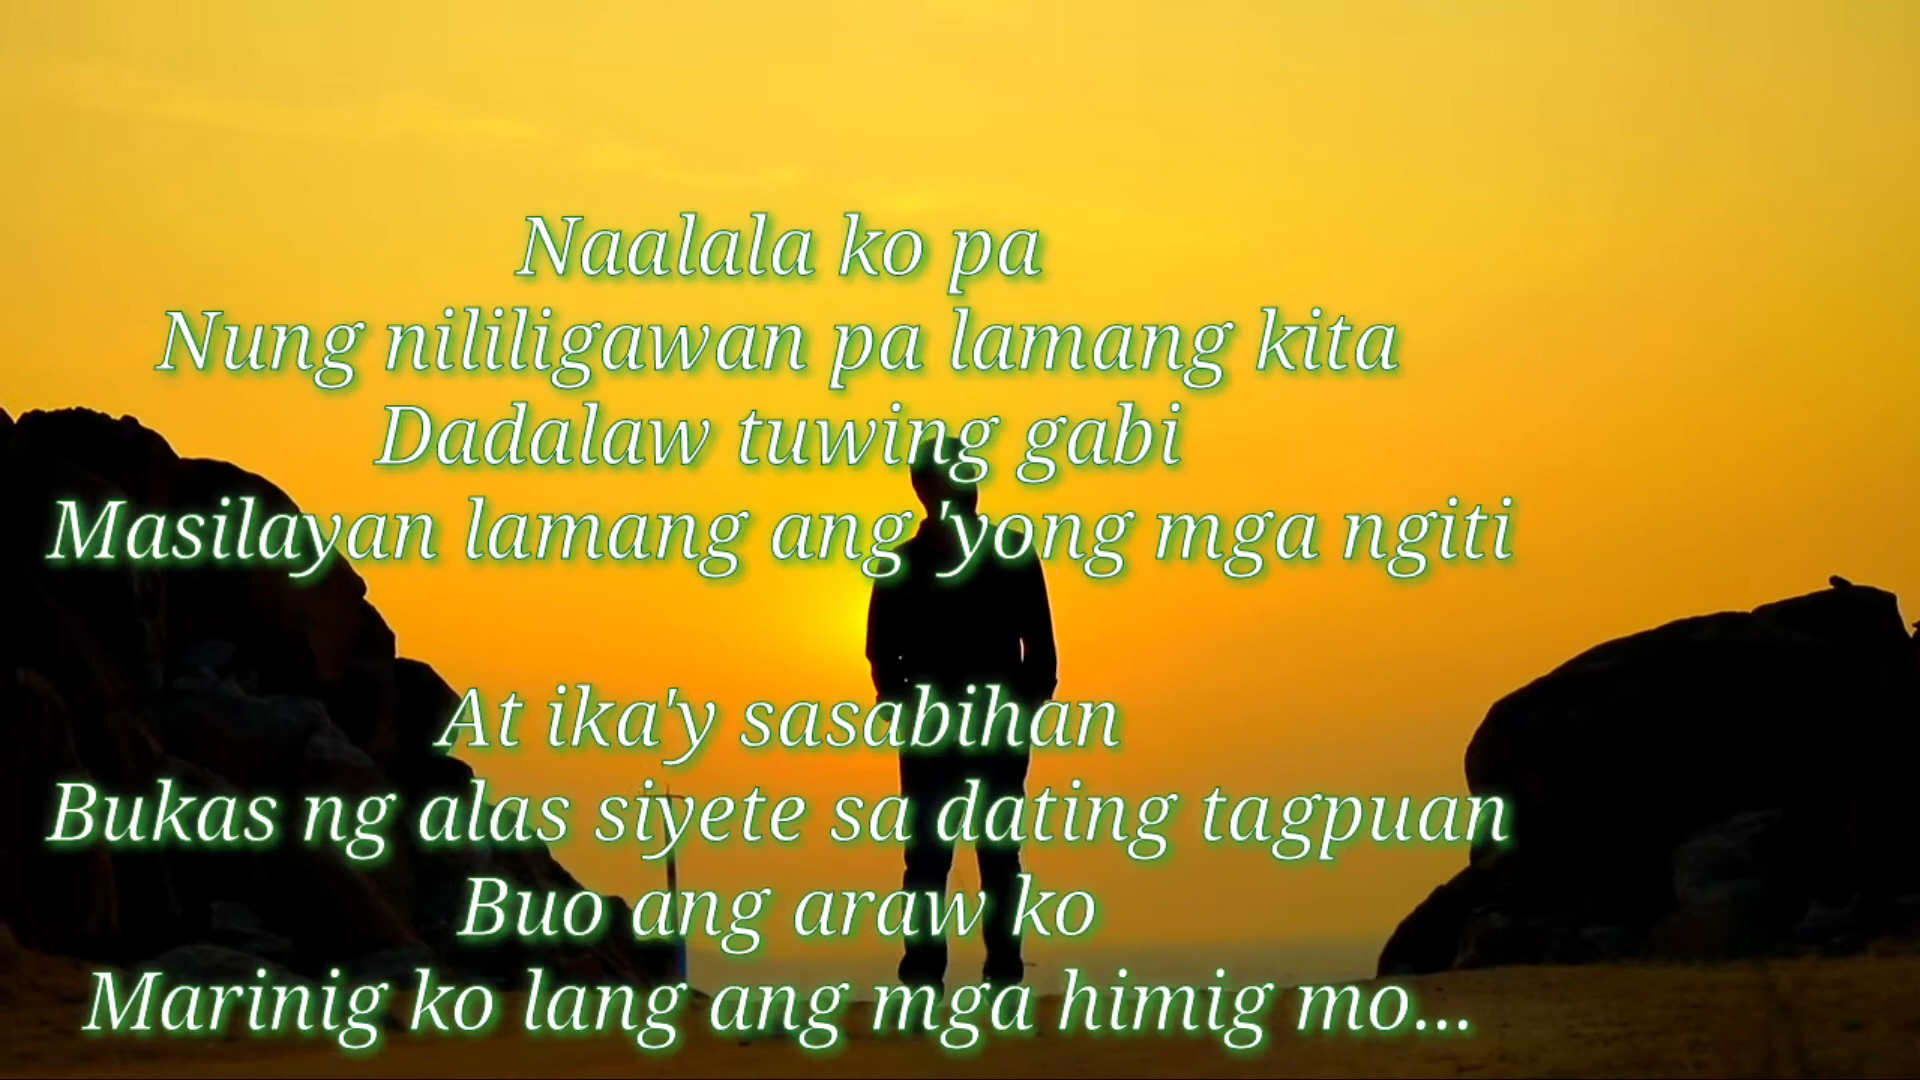 Naalala ko pa
Nung nililigawan pa lamang kita
Dadalaw tuwing gabi
Masilayan lamang ang 'yong mga ngiti
At ika'y sasabihan
Bukas ng alas siyete sa dating tagpuan
Buo ang araw ko
Marinig ko lang ang mga himig mo...